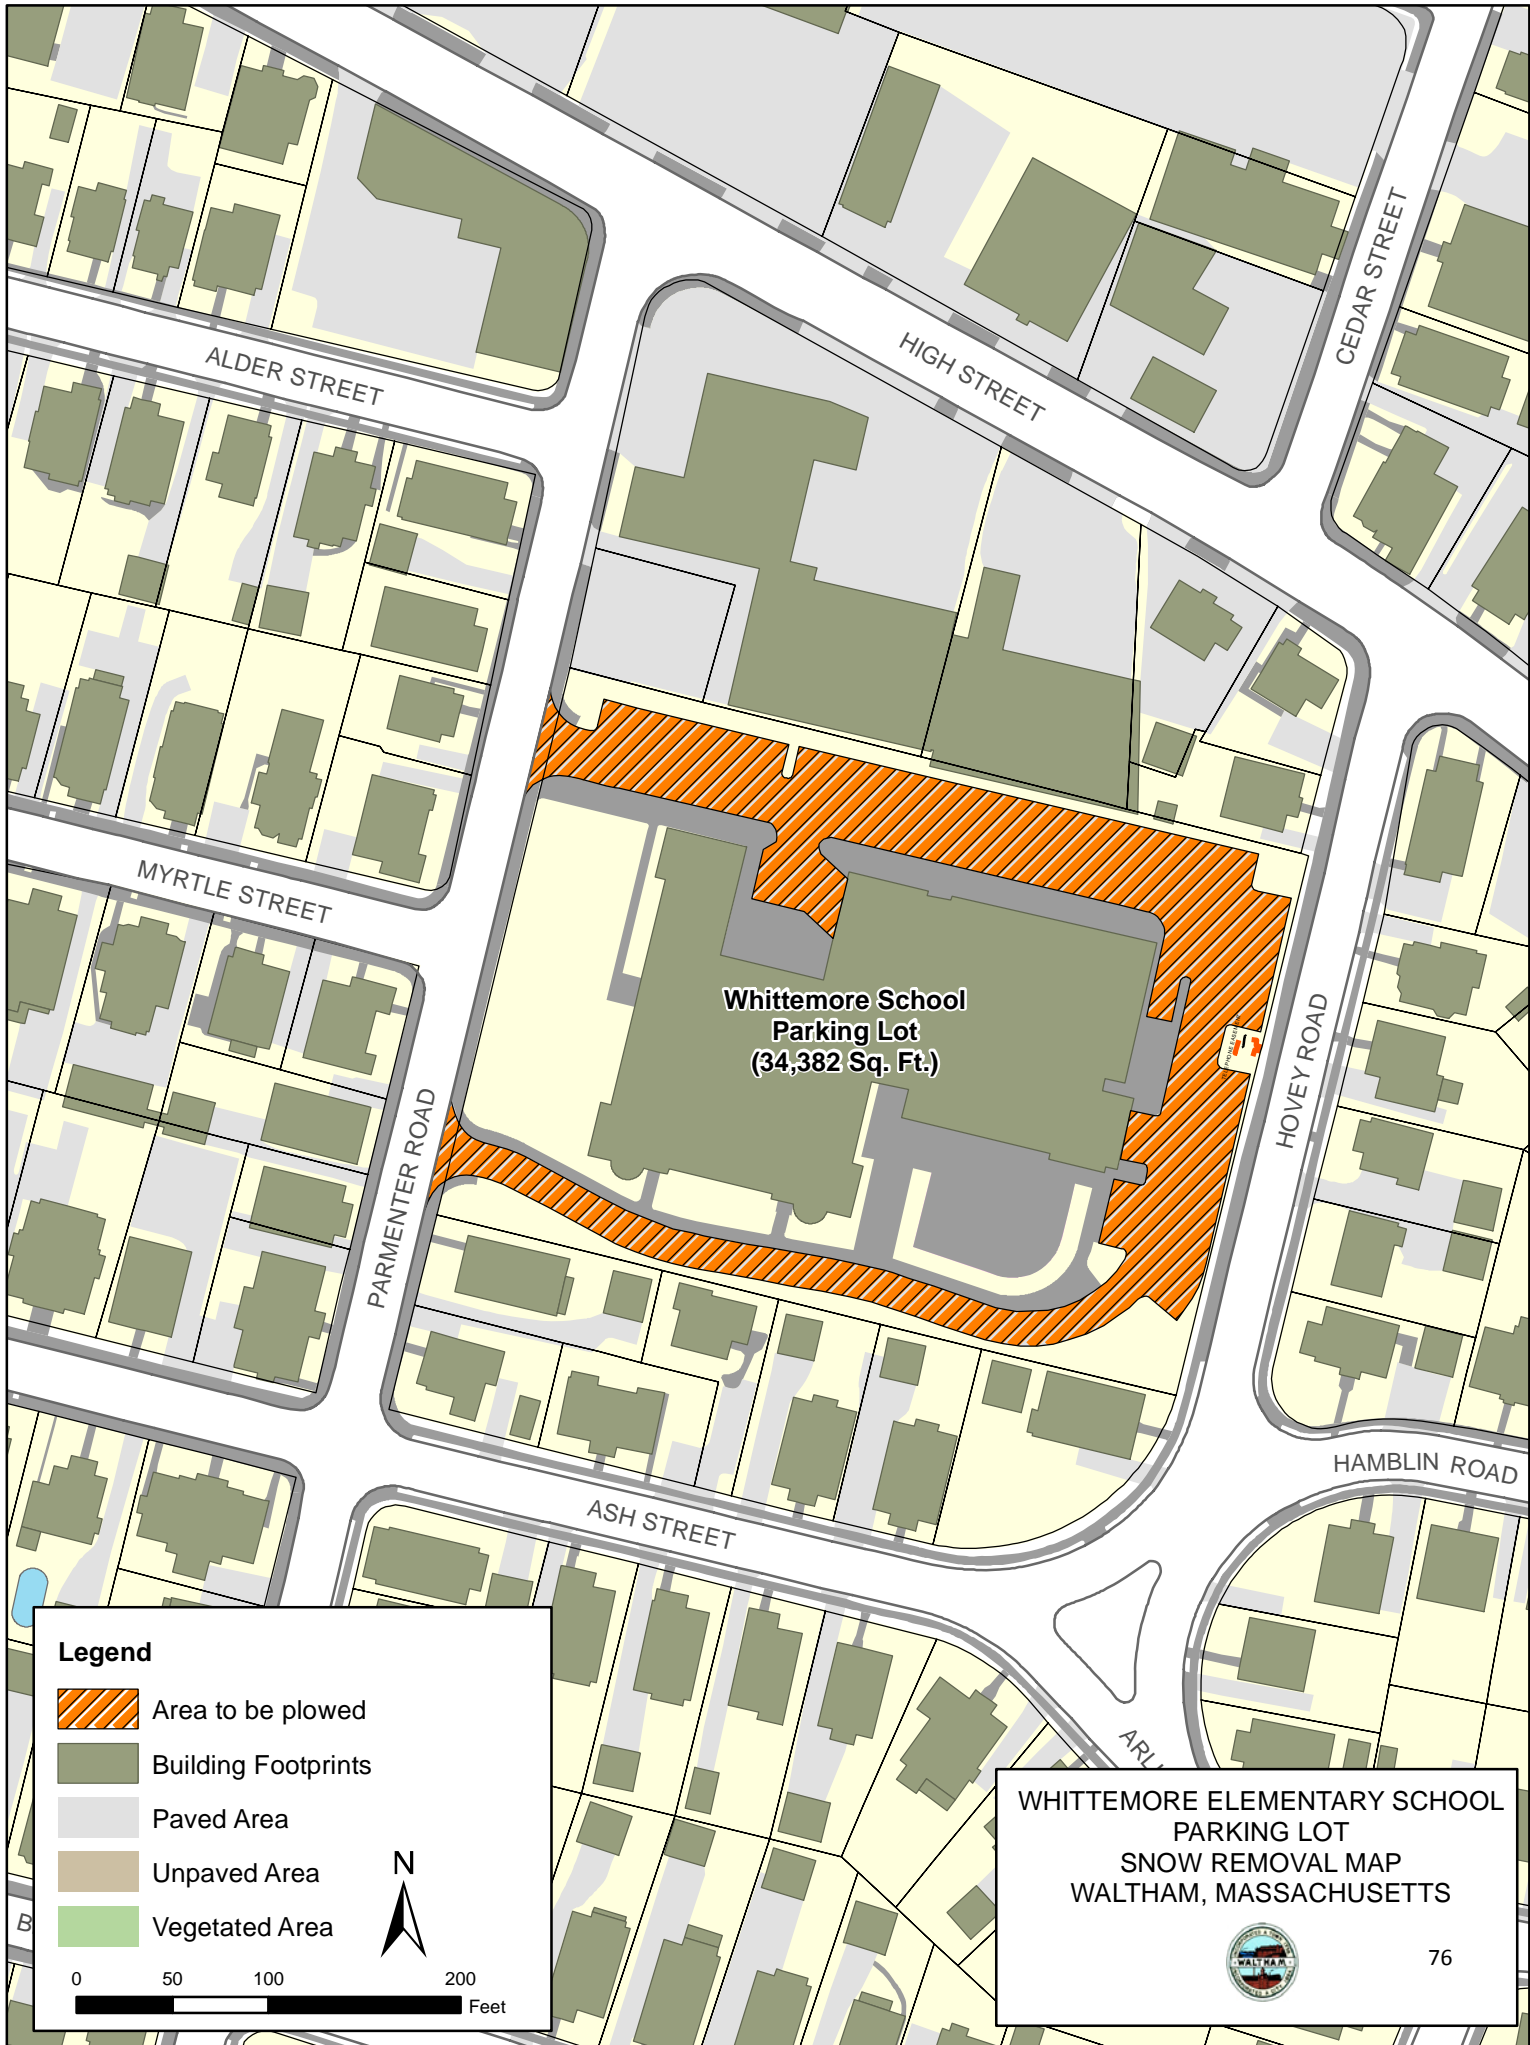 ALDER STREET
HIGH STREET
CEDAR STREET
MYRTLE STREET
Whittemore School
Parking Lot
(34,382 Sq. Ft.)
HOVEY ROAD
PARMENTER ROAD
HAMBLIN ROAD
ASH STREET
ARLI
B
Legend
Area to be plowed
Building Footprints
Paved Area
Unpaved Area
Vegetated Area
N
0 50 100 200
Feet
WHITTEMORE ELEMENTARY SCHOOL
PARKING LOT
SNOW REMOVAL MAP
WALTHAM, MASSACHUSETTS
WALTHAM
76